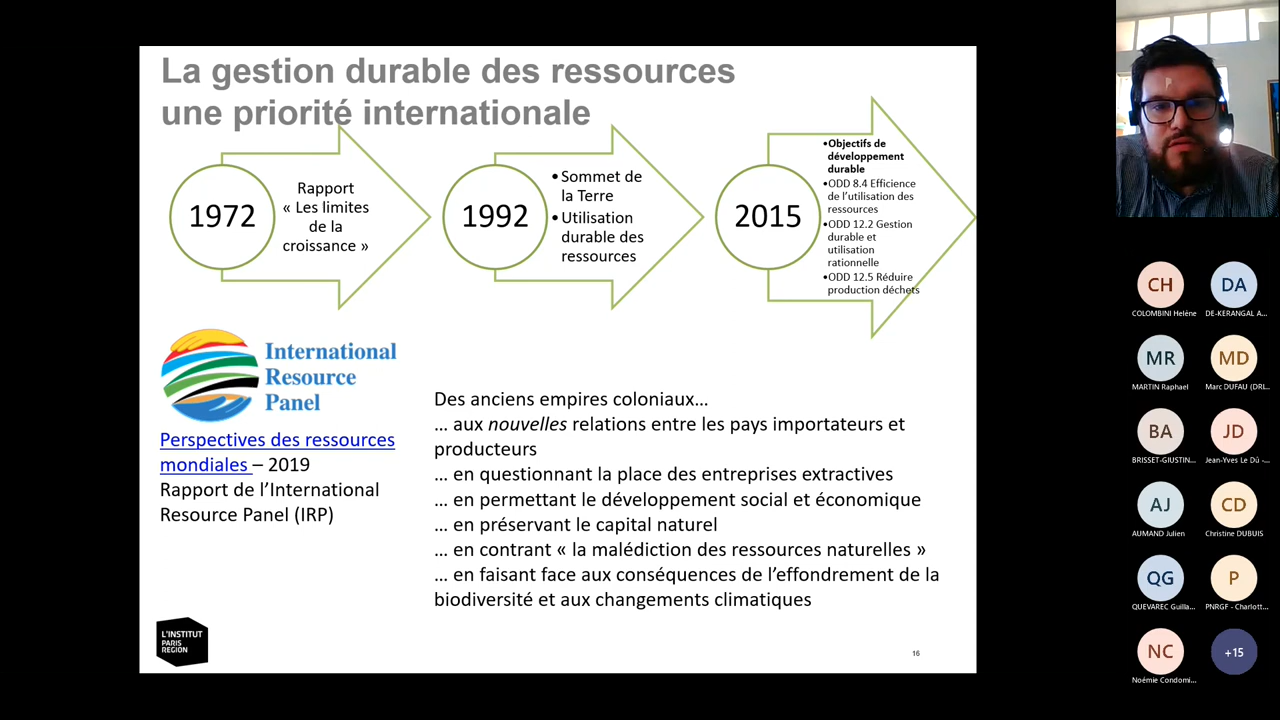 La gestion durable des ressources
une priorité internationale
1972
Rapport
« Les limites
de la
croissance »
1992
•Sommet de
la Terre
•Utilisation
durable des
ressources
2015
•Objectifs de
développement
durable
•ODD 8.4 Efficience
de l'utilisation des
ressources
•ODD 12.2 Gestion
durable et
utilisation
rationnelle
•ODD 12.5 Réduire
production déchets
International
Resource
Panel
Perspectives des ressources
mondiales – 2019
Rapport de l'International
Resource Panel (IRP)
Des anciens empires coloniaux…
… aux nouvelles relations entre les pays importateurs et
producteurs
… en questionnant la place des entreprises extractives
… en permettant le développement social et économique
… en préservant le capital naturel
… en contrant « la malédiction des ressources naturelles »
… en faisant face aux conséquences de l'effondrement de la
biodiversité et aux changements climatiques
L'INSTITUT
PARIS
REGION
16
CH
COLOMBINI Heléne
DA
DE-KERANGAL A...
MR
MARTIN Raphael
MD
Marc DUFAU (DRI...
BA
BRISSET-GIUSTIN...
JD
Jean-Yves Le Dû -...
AJ
AUMAND Julien
CD
Christine DUBUIS
QG
QUEVAREC Guilla...
P
PNRGF - Charlott...
NC
Noémie Condomi...
+15